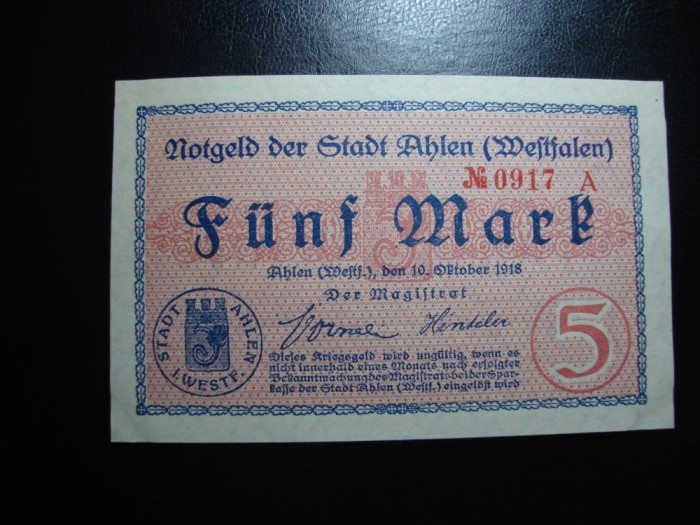 Notgeld der Stadt Ahlen (Westfalen)
№ 0917 A
Fünf Mark
Ahlen (Westf.), den 10. Oktober 1918
Der Magistrat
Hinteler
STADT AHLEN
I. WESTF.
Dieses Kriegsgeld wird ungültig, wenn es
nicht innerhalb eines Monats nach erfolgter
Bekanntmachung des Magistrats bei der Spar-
kasse der Stadt Ahlen (Westf.) eingelöst wird
5